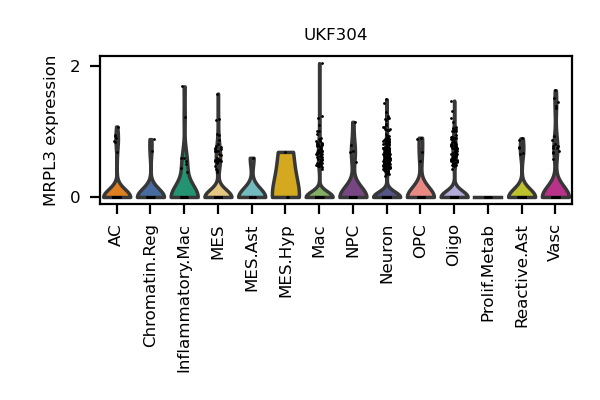 UKF304
MRPL3 expression
2
0
AC
Chromatin.Reg
Inflammatory.Mac
MES
MES.Ast
MES.Hyp
Mac
NPC
Neuron
OPC
Oligo
Prolif.Metab
Reactive.Ast
Vasc